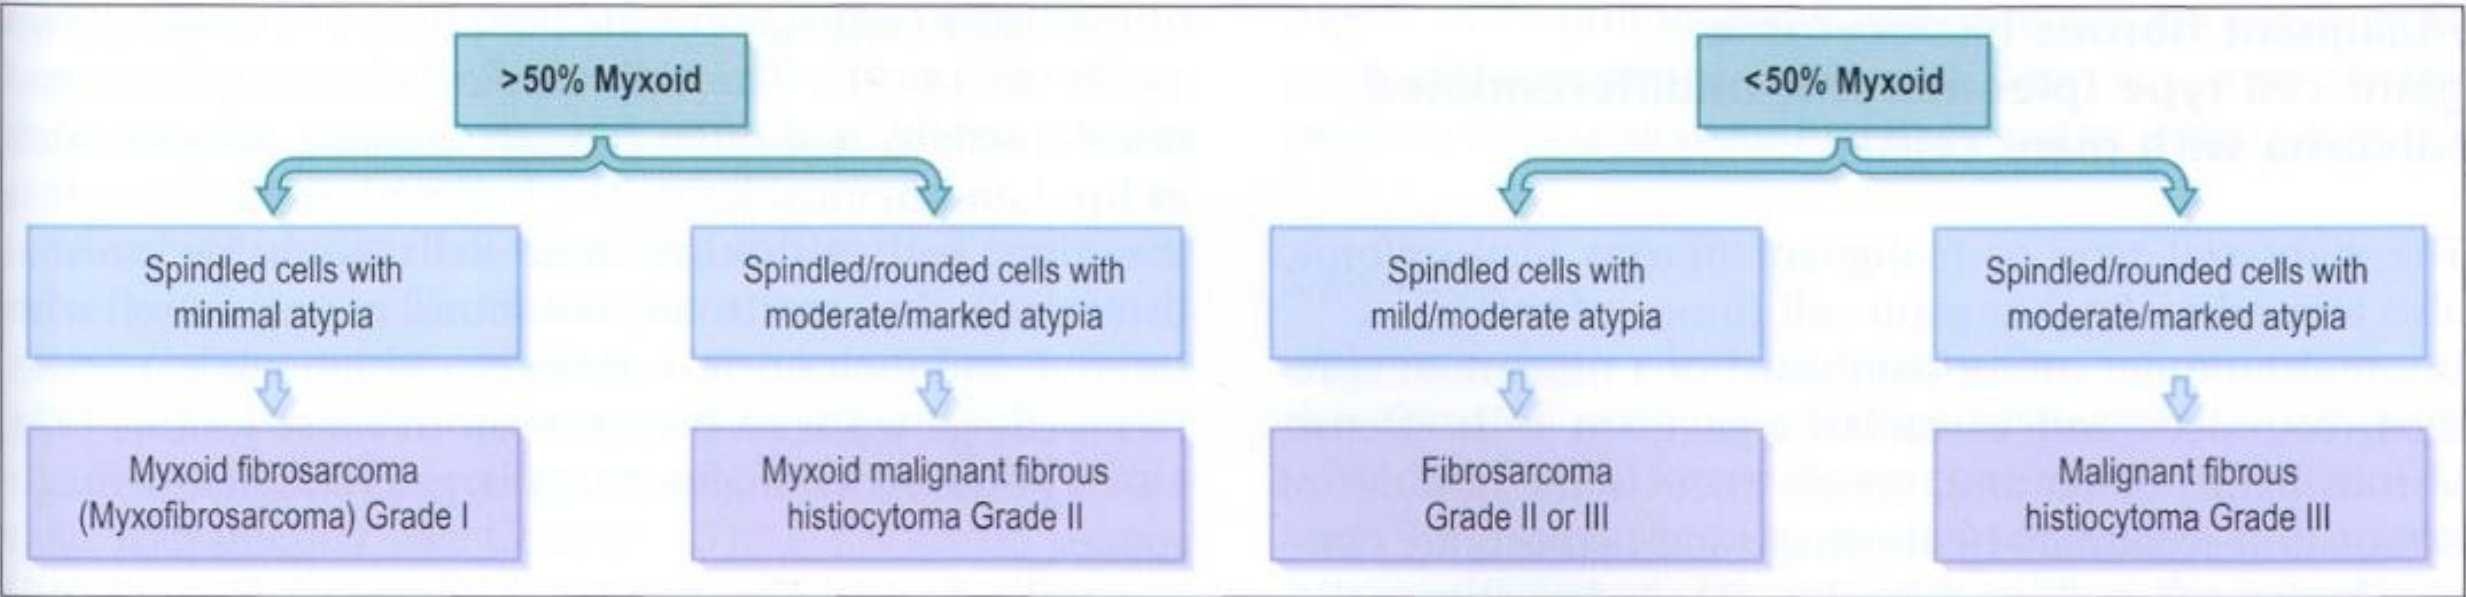 >50% Myxoid
<50% Myxoid
Spindled cells with
minimal atypia
Spindled/rounded cells with
moderate/marked atypia
Spindled cells with
mild/moderate atypia
Spindled/rounded cells with
moderate/marked atypia
Myxoid fibrosarcoma
(Myxofibrosarcoma) Grade I
Myxoid malignant fibrous
histiocytoma Grade II
Fibrosarcoma
Grade II or III
Malignant fibrous
histiocytoma Grade III